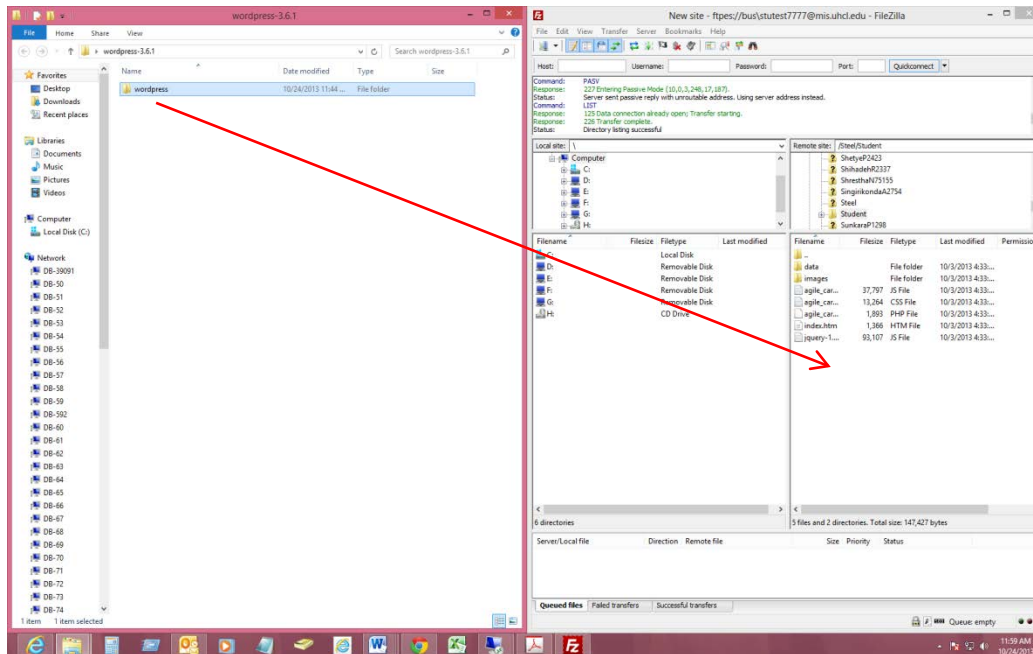 wordpress-3.6.1
File Home Share View
wordpress-3.6.1
Search wordpress-3.6.1
Favorites
Desktop
Downloads
Recent places
Libraries
Documents
Music
Pictures
Videos
Computer
Local Disk (C:)
Network
DB-39091
DB-50
DB-51
DB-52
DB-53
DB-54
DB-55
DB-56
DB-57
DB-58
DB-59
DB-592
DB-60
DB-61
DB-62
DB-63
DB-64
DB-65
DB-66
DB-67
DB-68
DB-69
DB-70
DB-71
DB-72
DB-73
DB-74
Name Date modified Type Size
wordpress 10/24/2013 11:44 ... File folder
1 item 1 item selected
New site - ftpes://bus\stutest7777@mis.uhcl.edu - FileZilla
File Edit View Transfer Server Bookmarks Help
Host: Username: Password: Port: Quickconnect
Command: PASV
Response: 227 Entering Passive Mode (10,0,3,248,17,187).
Status: Server sent passive reply with unroutable address. Using server address instead.
Command: LIST
Response: 125 Data connection already open; Transfer starting.
Response: 226 Transfer complete.
Status: Directory listing successful
Local site: \
Computer
C:
D:
E:
F:
G:
H:
Remote site: /Steel/Student
ShetyeP2423
ShihadehR2337
ShresthaN75155
SingirikondaA2754
Steel
Student
SunkaraP1298
Filename Filesize Filetype Last modified
C: Local Disk
D: Removable Disk
E: Removable Disk
F: Removable Disk
G: Removable Disk
H: CD Drive
6 directories
Filename Filesize Filetype Last modified Permissio
..
data File folder 10/3/2013 4:33:...
images File folder 10/3/2013 4:33:...
agile_car... 37,797 JS File 10/3/2013 4:33:...
agile_car... 13,264 CSS File 10/3/2013 4:33:...
agile_car... 1,893 PHP File 10/3/2013 4:33:...
index.htm 1,366 HTM File 10/3/2013 4:33:...
jquery-1.... 93,107 JS File 10/3/2013 4:33:...
5 files and 2 directories. Total size: 147,427 bytes
Server/Local file Direction Remote file Size Priority Status
Queued files Failed transfers Successful transfers
Queue: empty
11:59 AM
10/24/2013